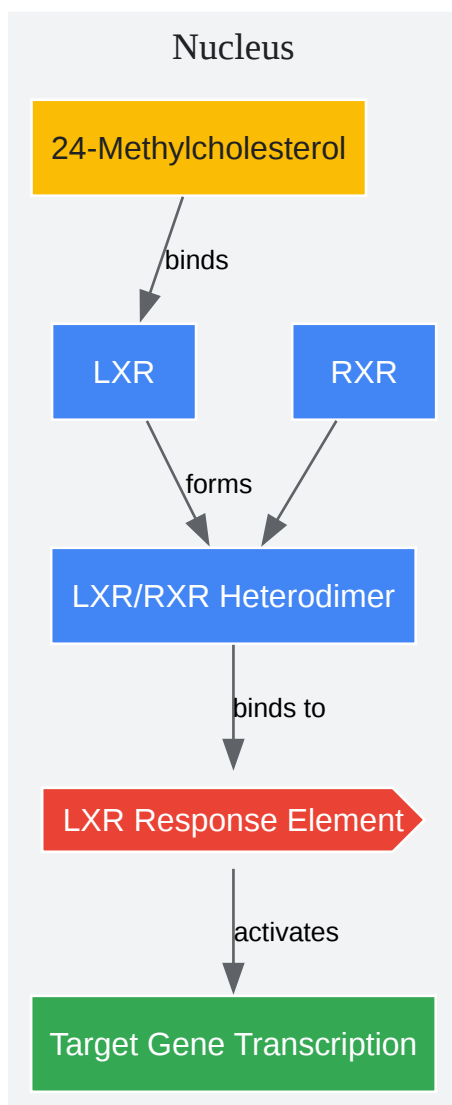 Nucleus
24-Methylcholesterol
binds
LXR
RXR
forms
LXR/RXR Heterodimer
binds to
LXR Response Element
activates
Target Gene Transcription